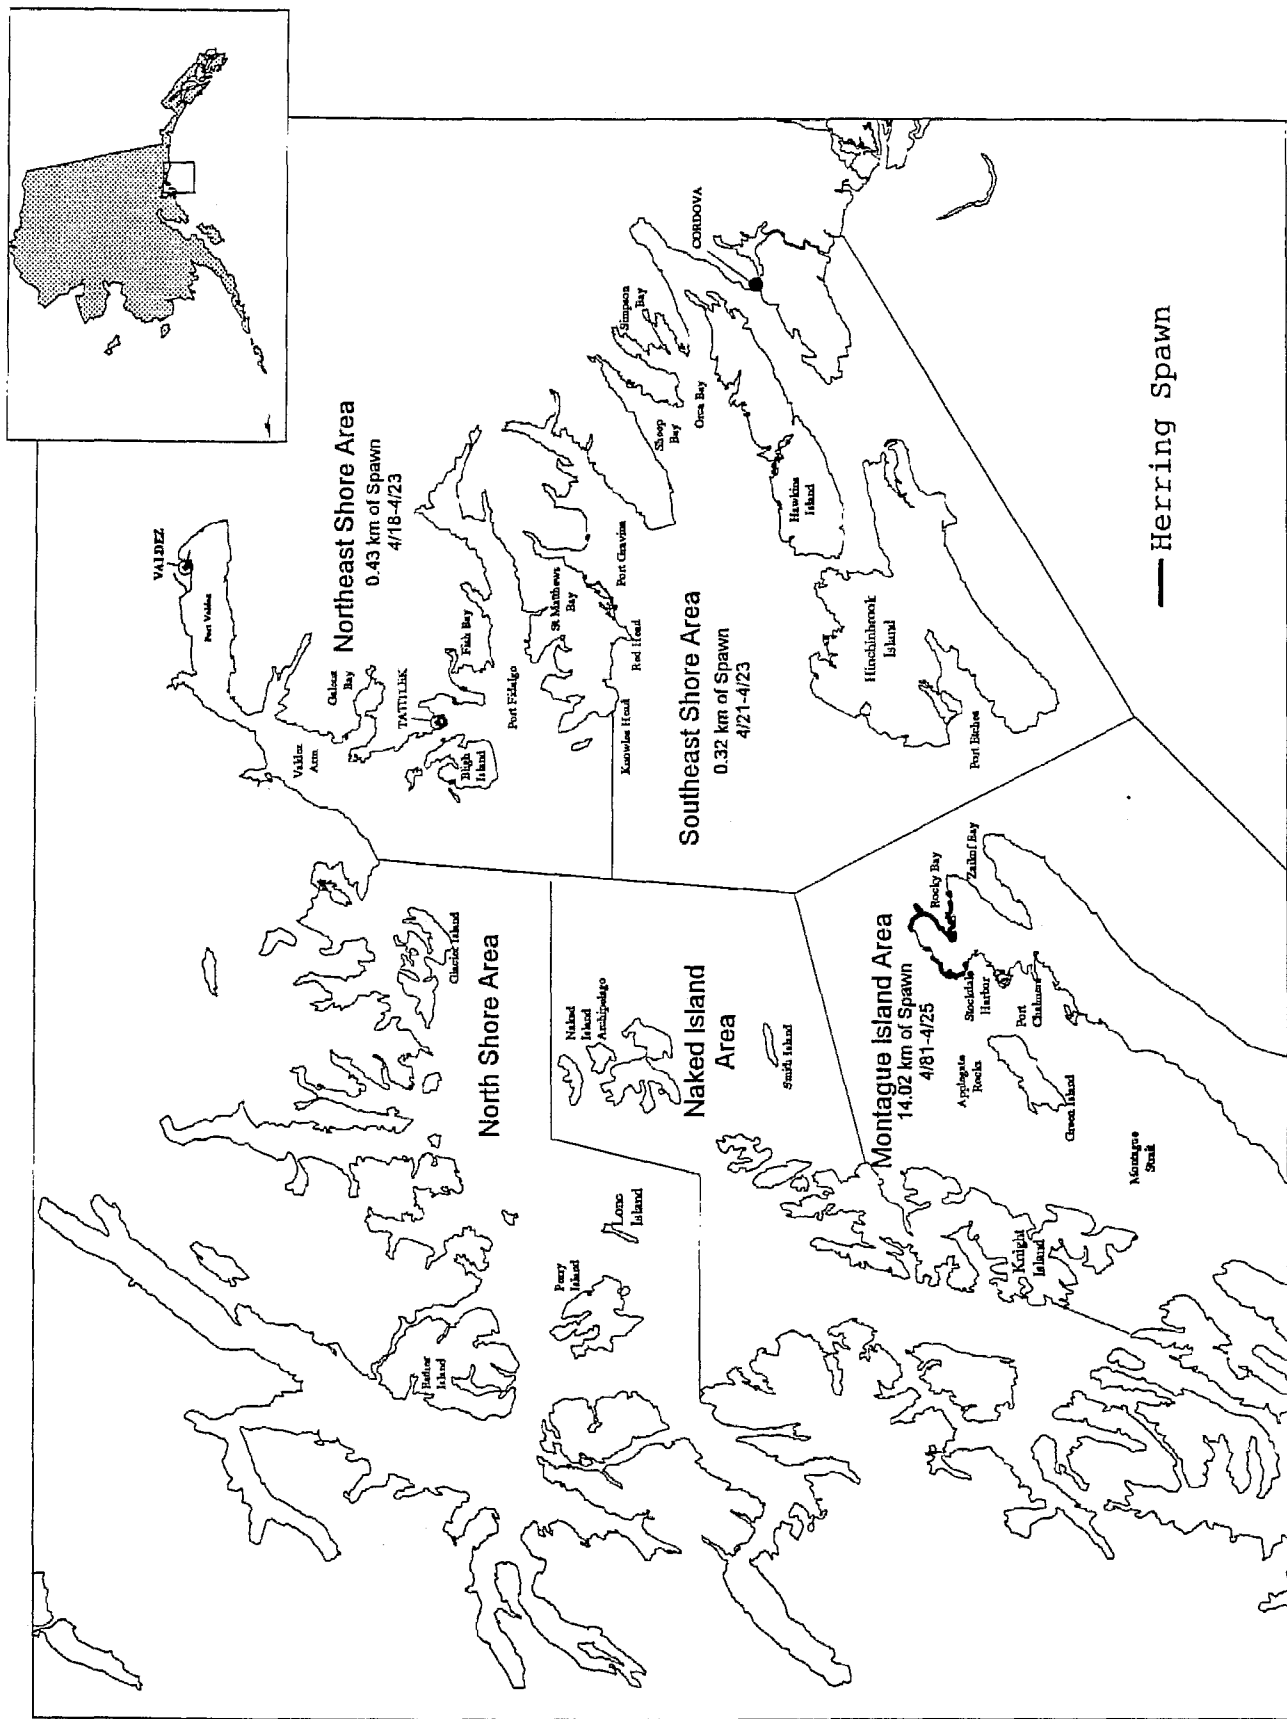 VALDEZ
Port Valdez
Northeast Shore Area
0.43 km of Spawn
4/18-4/23
Galena
Bay
Valdez
Arm
TATITLEK
Bligh
Island
Fish Bay
Port Fidalgo
St Matthews
Bay
Port Gravina
Red Head
Knowles Head
Simpson
Bay
Sheep
Bay
Orca Bay
CORDOVA
Hawkins
Island
Southeast Shore Area
0.32 km of Spawn
4/21-4/23
Hinchinbrook
Island
Port Etches
Herring Spawn
North Shore Area
Glacier Island
Esther
Island
Perry
Island
Lone
Island
Naked
Island
Archipelago
Naked Island
Area
Smith Island
Montague Island Area
14.02 km of Spawn
4/81-4/25
Rocky Bay
Zaikof Bay
Stockdale
Harbor
Port
Chalmers
Applegate
Rocks
Green Island
Montague
Strait
Knight
Island